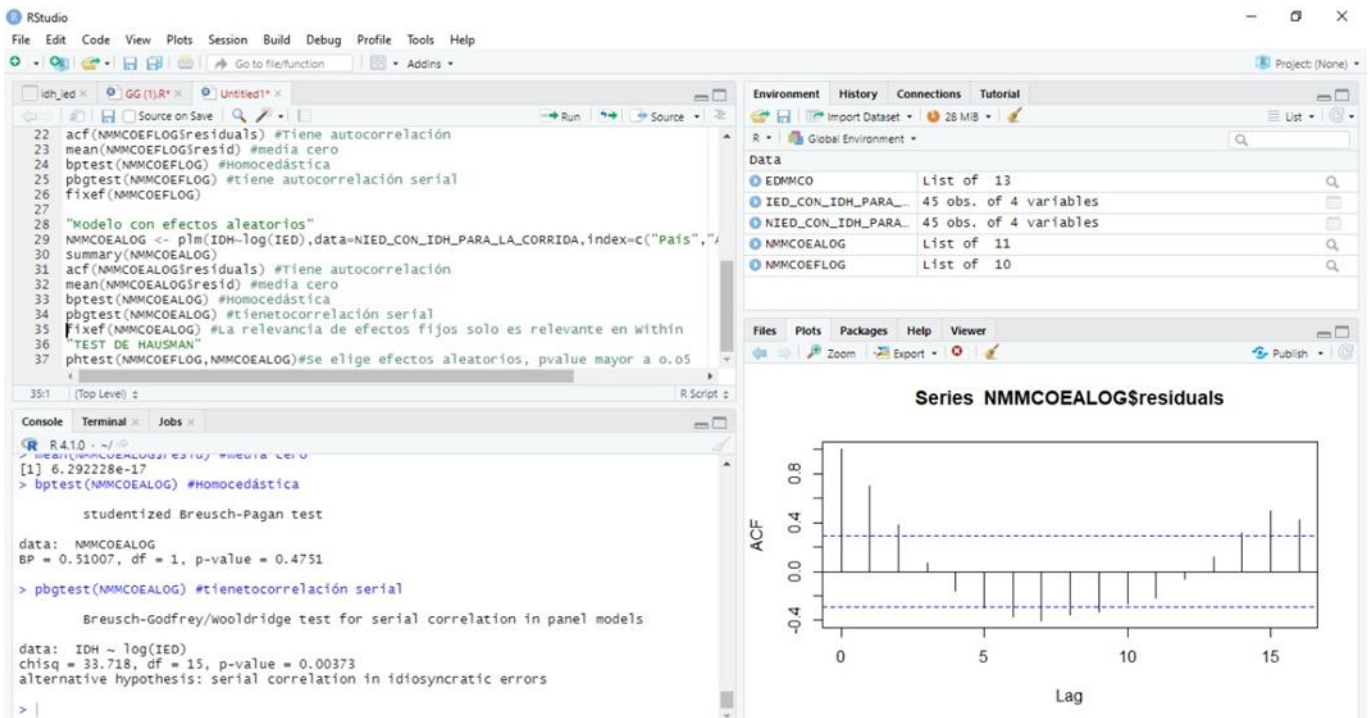 RStudio
File Edit Code View Plots Session Build Debug Profile Tools Help
Go to file/function Addins Project: (None)
idh_ied GG (1).R* Untitled1*
Source on Save Run Source
22 acf(NMMCOEFLOG$residuals) #Tiene autocorrelación
23 mean(NMMCOEFLOG$resid) #media cero
24 bptest(NMMCOEFLOG) #Homocedástica
25 pbgtest(NMMCOEFLOG) #tiene autocorrelación serial
26 fixef(NMMCOEFLOG)
27
28 "Modelo con efectos aleatorios"
29 NMMCOEALOG <- plm(IDH~log(IED),data=NIED_CON_IDH_PARA_LA_CORRIDA,index=c("País","A
30 summary(NMMCOEALOG)
31 acf(NMMCOEALOG$residuals) #Tiene autocorrelación
32 mean(NMMCOEALOG$resid) #media cero
33 bptest(NMMCOEALOG) #Homocedástica
34 pbgtest(NMMCOEALOG) #tienetocorrelación serial
35 fixef(NMMCOEALOG) #La relevancia de efectos fijos solo es relevante en within
36 "TEST DE HAUSMAN"
37 phtest(NMMCOEFLOG,NMMCOEALOG)#Se elige efectos aleatorios, pvalue mayor a o.o5
35:1 (Top Level) R Script
Console Terminal Jobs
R 4.1.0 · ~/
> mean(NMMCOEALOG$resid) #media cero
[1] 6.292228e-17
> bptest(NMMCOEALOG) #Homocedástica
studentized Breusch-Pagan test
data: NMMCOEALOG
BP = 0.51007, df = 1, p-value = 0.4751
> pbgtest(NMMCOEALOG) #tienetocorrelación serial
Breusch-Godfrey/Wooldridge test for serial correlation in panel models
data: IDH ~ log(IED)
chisq = 33.718, df = 15, p-value = 0.00373
alternative hypothesis: serial correlation in idiosyncratic errors
>
Environment History Connections Tutorial
Import Dataset 28 MiB List
R Global Environment
Data
EDMMCO List of 13
IED_CON_IDH_PARA_… 45 obs. of 4 variables
NIED_CON_IDH_PARA… 45 obs. of 4 variables
NMMCOEALOG List of 11
NMMCOEFLOG List of 10
Files Plots Packages Help Viewer
Zoom Export Publish
Series NMMCOEALOG$residuals
ACF
0.8
0.4
0.0
-0.4
0 5 10 15
Lag